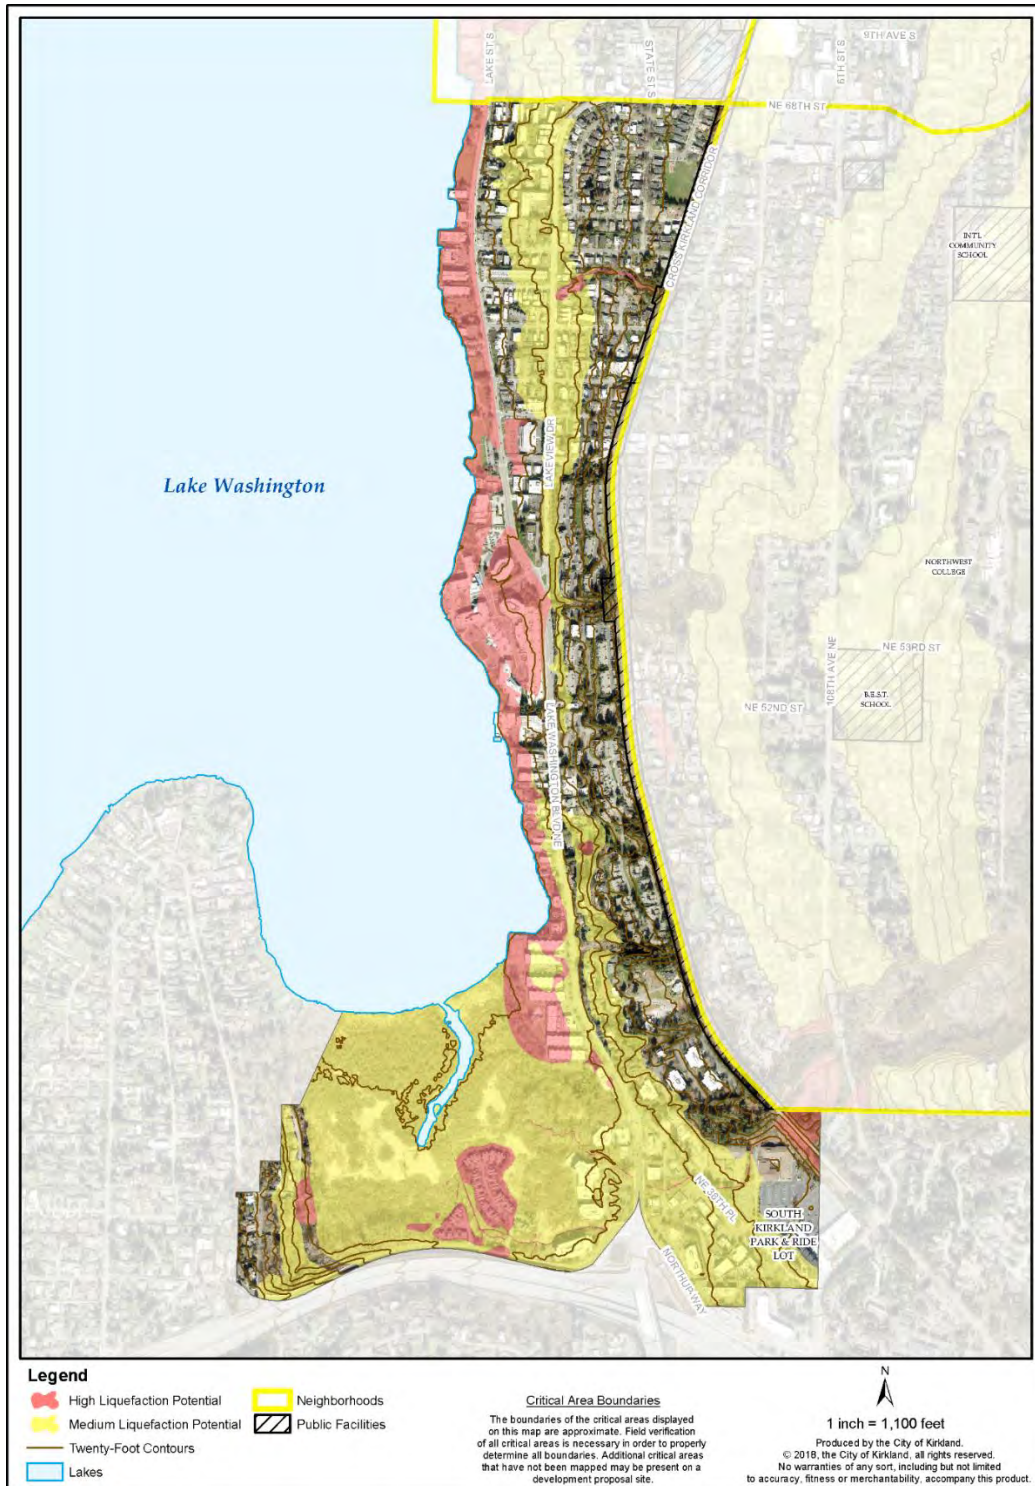 LAKE ST S
STATE ST S
6TH ST S
9TH AVE S
NE 68TH ST
CROSS KIRKLAND CORRIDOR
INT'L
COMMUNITY
SCHOOL
LAKEVIEW DR
Lake Washington
NORTHWEST
COLLEGE
108TH AVE NE
NE 53RD ST
B.E.S.T.
SCHOOL
NE 52ND ST
LAKE WASHINGTON BLVD NE
NE 38TH PL
SOUTH
KIRKLAND
PARK & RIDE
LOT
NORTHUP WAY
Legend
High Liquefaction Potential
Medium Liquefaction Potential
Twenty-Foot Contours
Lakes
Neighborhoods
Public Facilities
Critical Area Boundaries
The boundaries of the critical areas displayed
on this map are approximate. Field verification
of all critical areas is necessary in order to properly
determine all boundaries. Additional critical areas
that have not been mapped may be present on a
development proposal site.
N
1 inch = 1,100 feet
Produced by the City of Kirkland.
© 2018, the City of Kirkland, all rights reserved.
No warranties of any sort, including but not limited
to accuracy, fitness or merchantability, accompany this product.